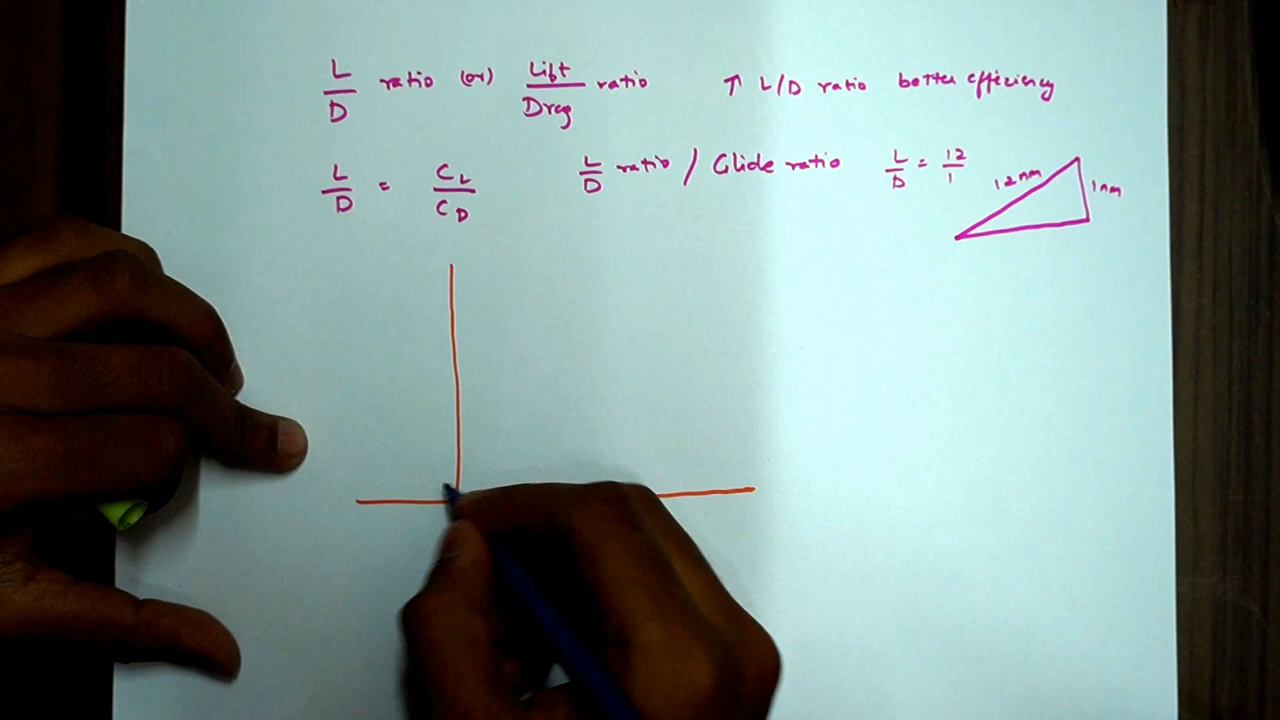 L/D ratio (or) Lift/Drag ratio ↑ L/D ratio better efficiency
L/D = CL/CD L/D ratio / Glide ratio L/D = 12/1 12nm 1nm